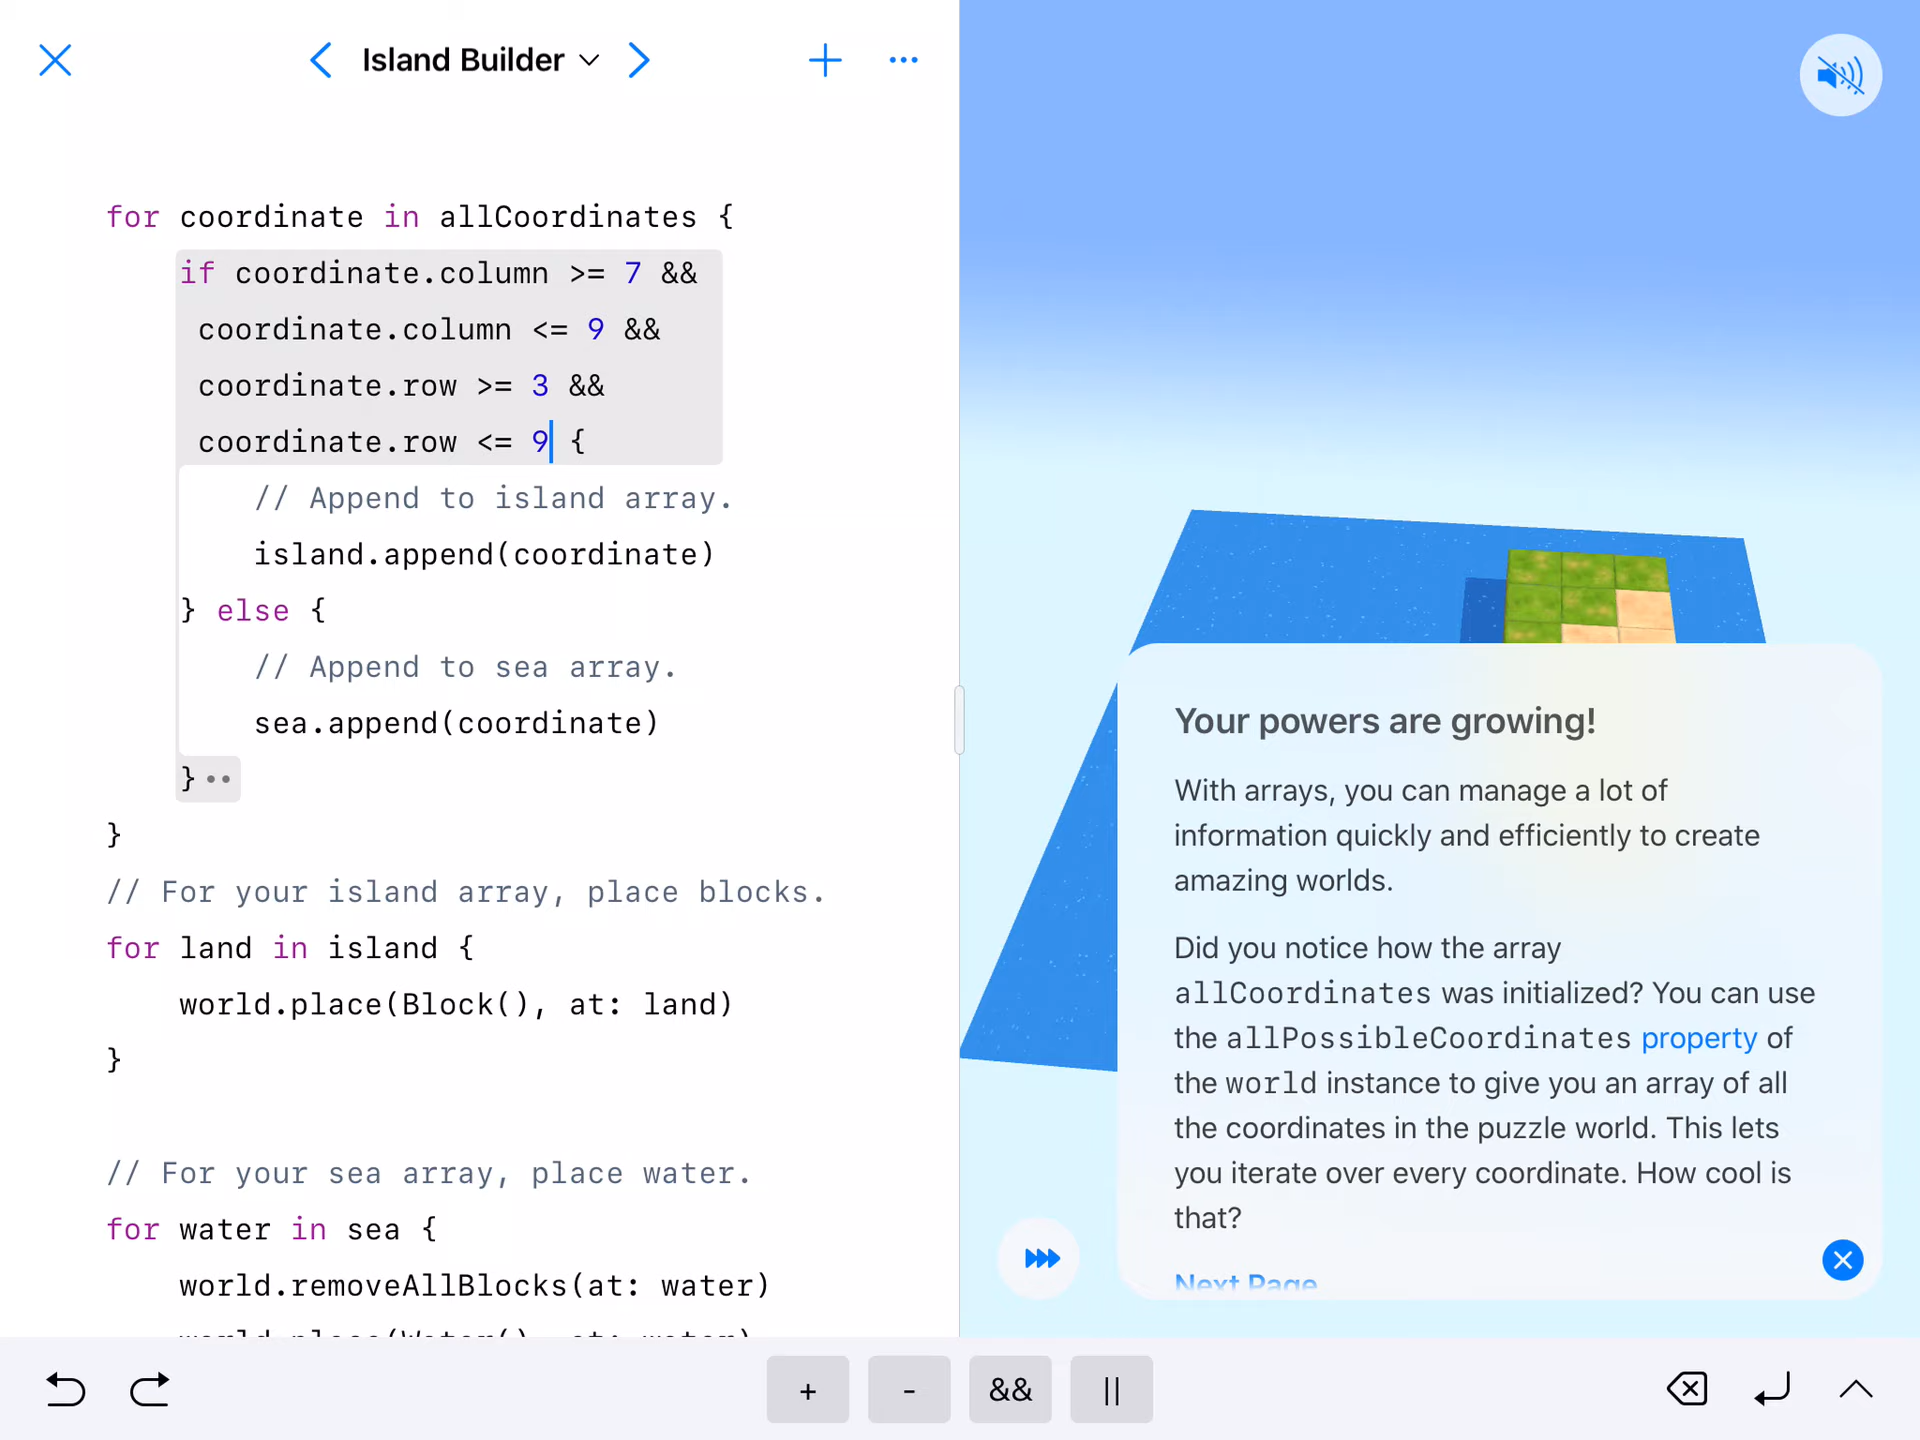 Island Builder
for coordinate in allCoordinates {
if coordinate.column >= 7 &&
coordinate.column <= 9 &&
coordinate.row >= 3 &&
coordinate.row <= 9 {
// Append to island array.
island.append(coordinate)
} else {
// Append to sea array.
sea.append(coordinate)
}
}
// For your island array, place blocks.
for land in island {
world.place(Block(), at: land)
}
// For your sea array, place water.
for water in sea {
world.removeAllBlocks(at: water)
world.place(Water(), at: water)
Your powers are growing!
With arrays, you can manage a lot of
information quickly and efficiently to create
amazing worlds.
Did you notice how the array
allCoordinates was initialized? You can use
the allPossibleCoordinates property of
the world instance to give you an array of all
the coordinates in the puzzle world. This lets
you iterate over every coordinate. How cool is
that?
Next Page
+ - && ||